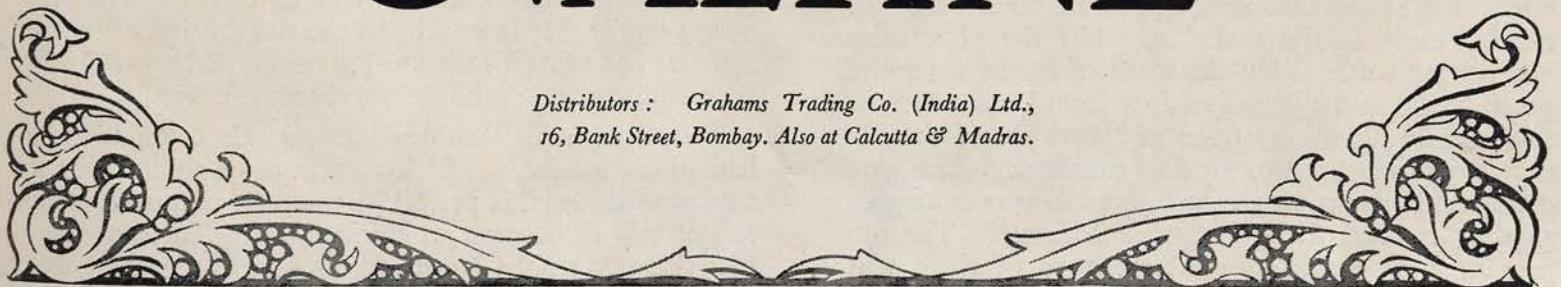 Distributors : Grahams Trading Co. (India) Ltd.,
16, Bank Street, Bombay. Also at Calcutta & Madras.